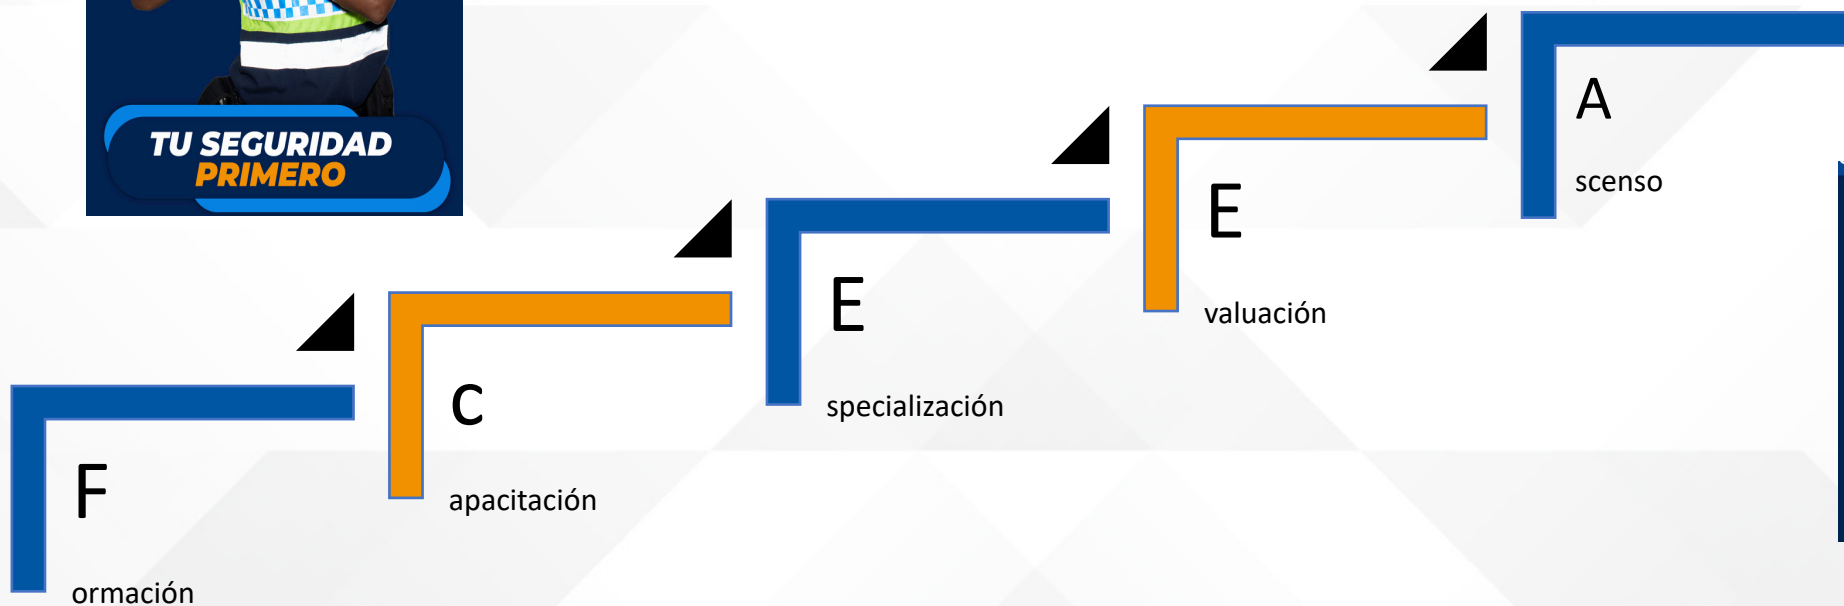 TU SEGURIDAD
PRIMERO
F
ormación
c
apacitación
E
specialización
E
valuación
A
scenso